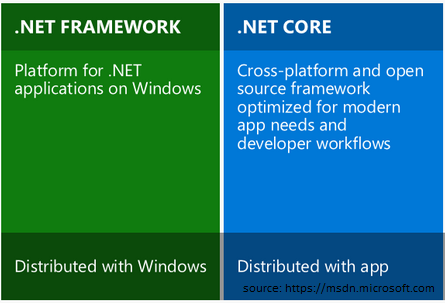 .NET FRAMEWORK
Platform for .NET
applications on Windows
Distributed with Windows
.NET CORE
Cross-platform and open
source framework
optimized for modern
app needs and
developer workflows
Distributed with app
source: https://msdn.microsoft.com